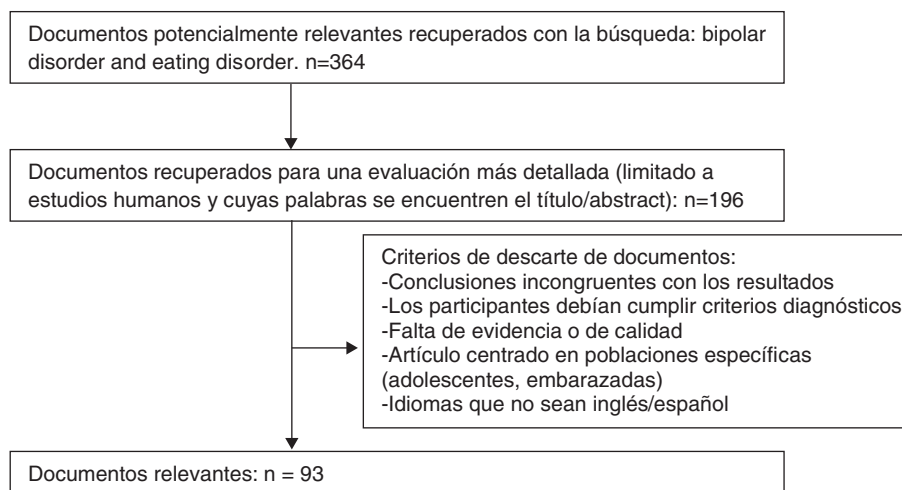 Documentos potencialmente relevantes recuperados con la búsqueda: bipolar
disorder and eating disorder. n=364
Documentos recuperados para una evaluación más detallada (limitado a
estudios humanos y cuyas palabras se encuentren el título/abstract): n=196
Criterios de descarte de documentos:
-Conclusiones incongruentes con los resultados
-Los participantes debían cumplir criterios diagnósticos
-Falta de evidencia o de calidad
-Artículo centrado en poblaciones específicas
(adolescentes, embarazadas)
-Idiomas que no sean inglés/español
Documentos relevantes: n = 93